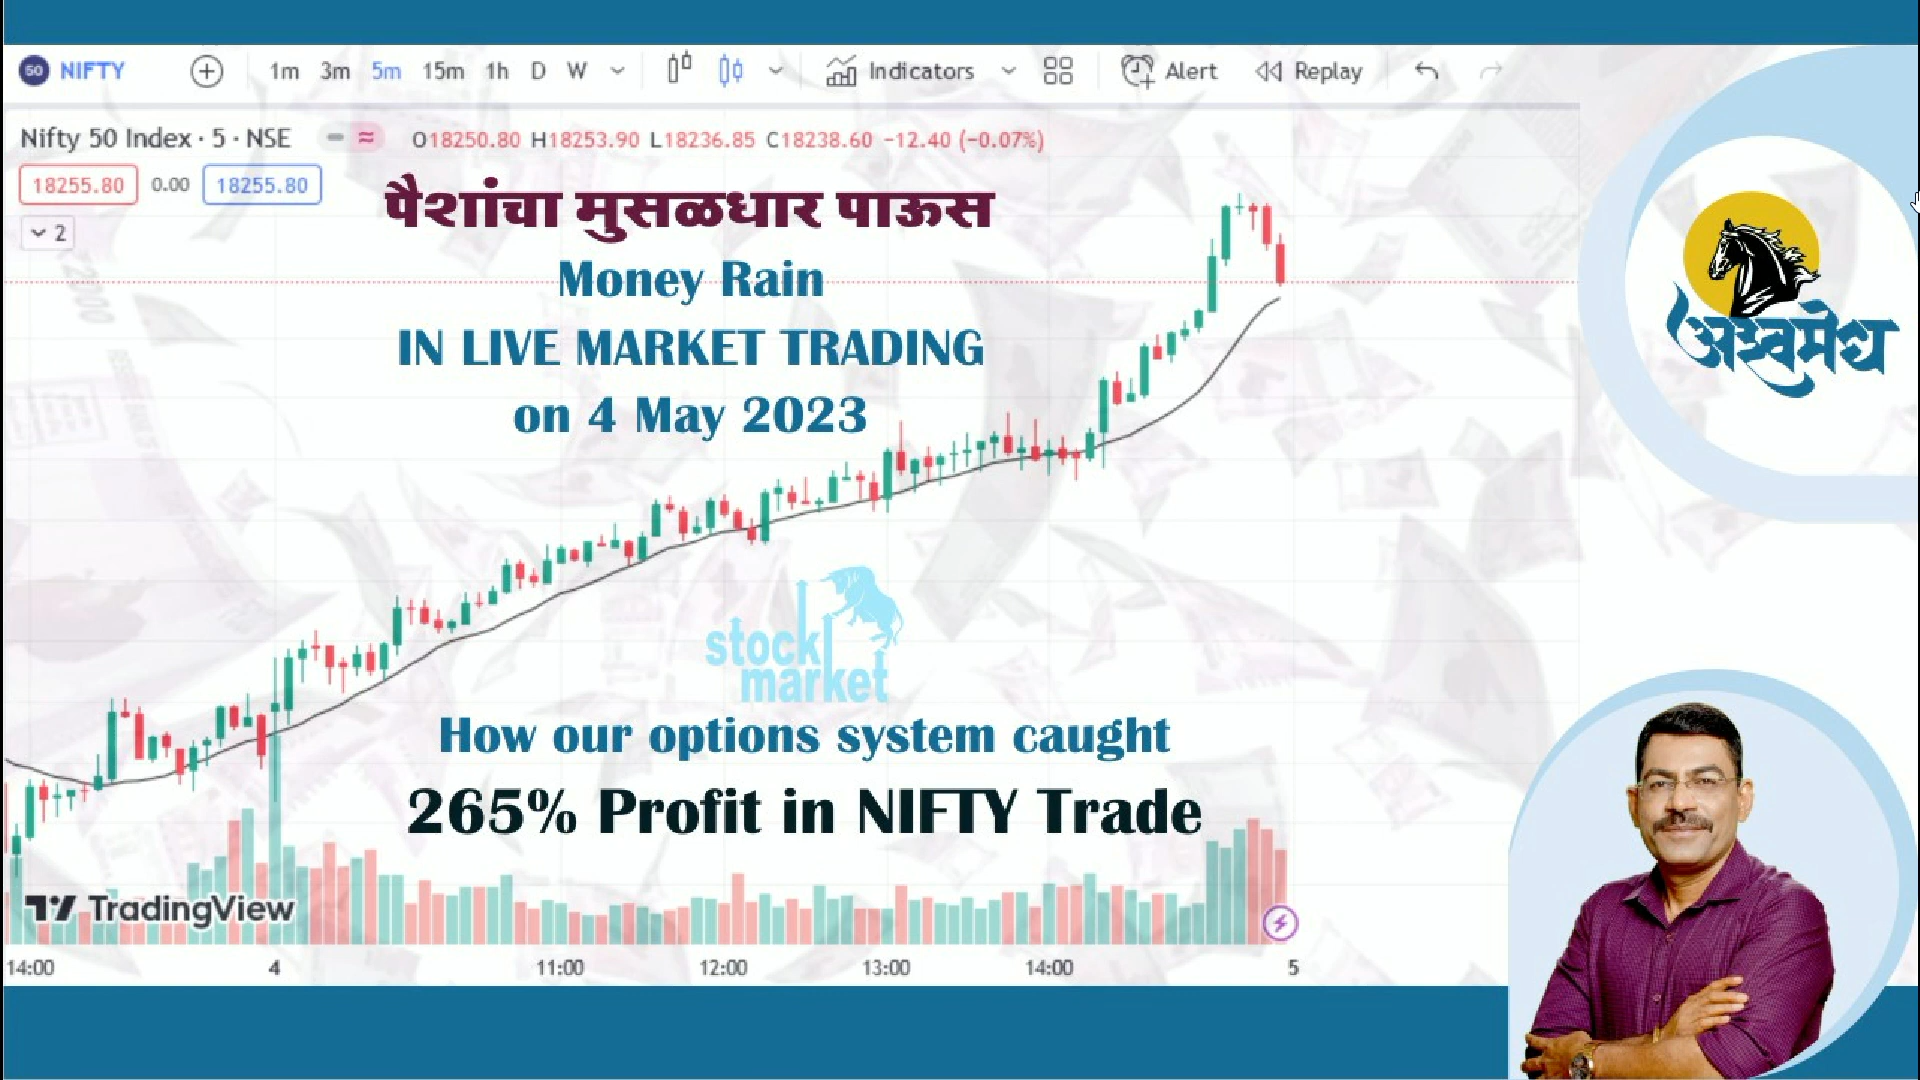 50 NIFTY 1m 3m 5m 15m 1h D W Indicators Alert Replay
Nifty 50 Index · 5 · NSE O18250.80 H18253.90 L18236.85 C18238.60 −12.40 (−0.07%)
18255.80 0.00 18255.80
2
पैशांचा मुसळधार पाऊस
Money Rain
IN LIVE MARKET TRADING
on 4 May 2023
अश्वमेध
stock
market
How our options system caught
265% Profit in NIFTY Trade
TradingView
14:00 4 11:00 12:00 13:00 14:00 5